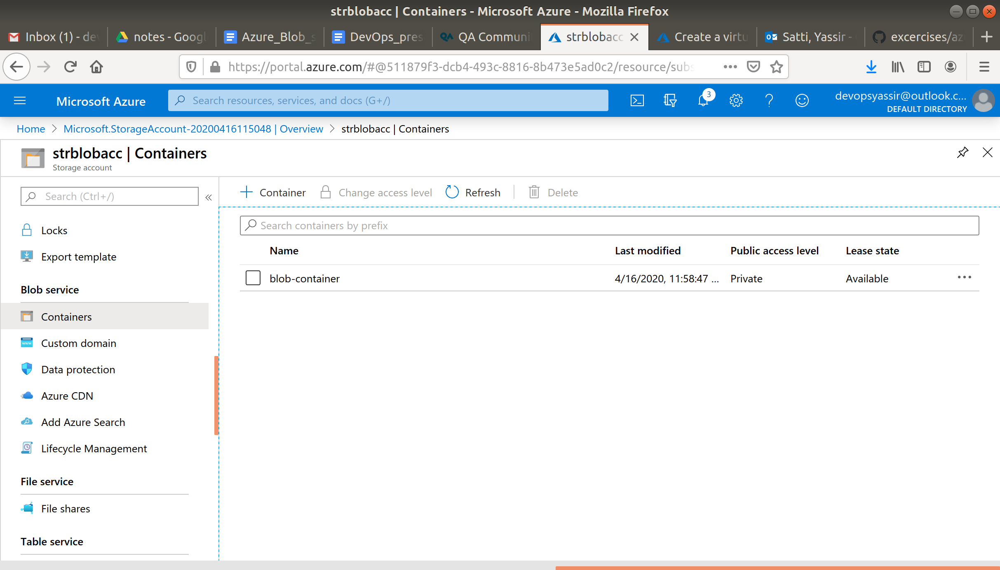 strblobacc | Containers - Microsoft Azure - Mozilla Firefox
Inbox (1) - dev
notes - Googl
Azure_Blob_s
DevOps_pres
QA Communi
strblobacc
Create a virtu
Satti, Yassir -
excercises/az
https://portal.azure.com/#@511879f3-dcb4-493c-8816-8b473e5ad0c2/resource/subs
Microsoft Azure
Search resources, services, and docs (G+/)
3
devopsyassir@outlook.c...
DEFAULT DIRECTORY
Home > Microsoft.StorageAccount-20200416115048 | Overview > strblobacc | Containers
strblobacc | Containers
Storage account
Search (Ctrl+/)
«
Container
Change access level
Refresh
Delete
Locks
Export template
Blob service
Containers
Custom domain
Data protection
Azure CDN
Add Azure Search
Lifecycle Management
File service
File shares
Table service
Search containers by prefix
Name Last modified Public access level Lease state
blob-container 4/16/2020, 11:58:47 ... Private Available